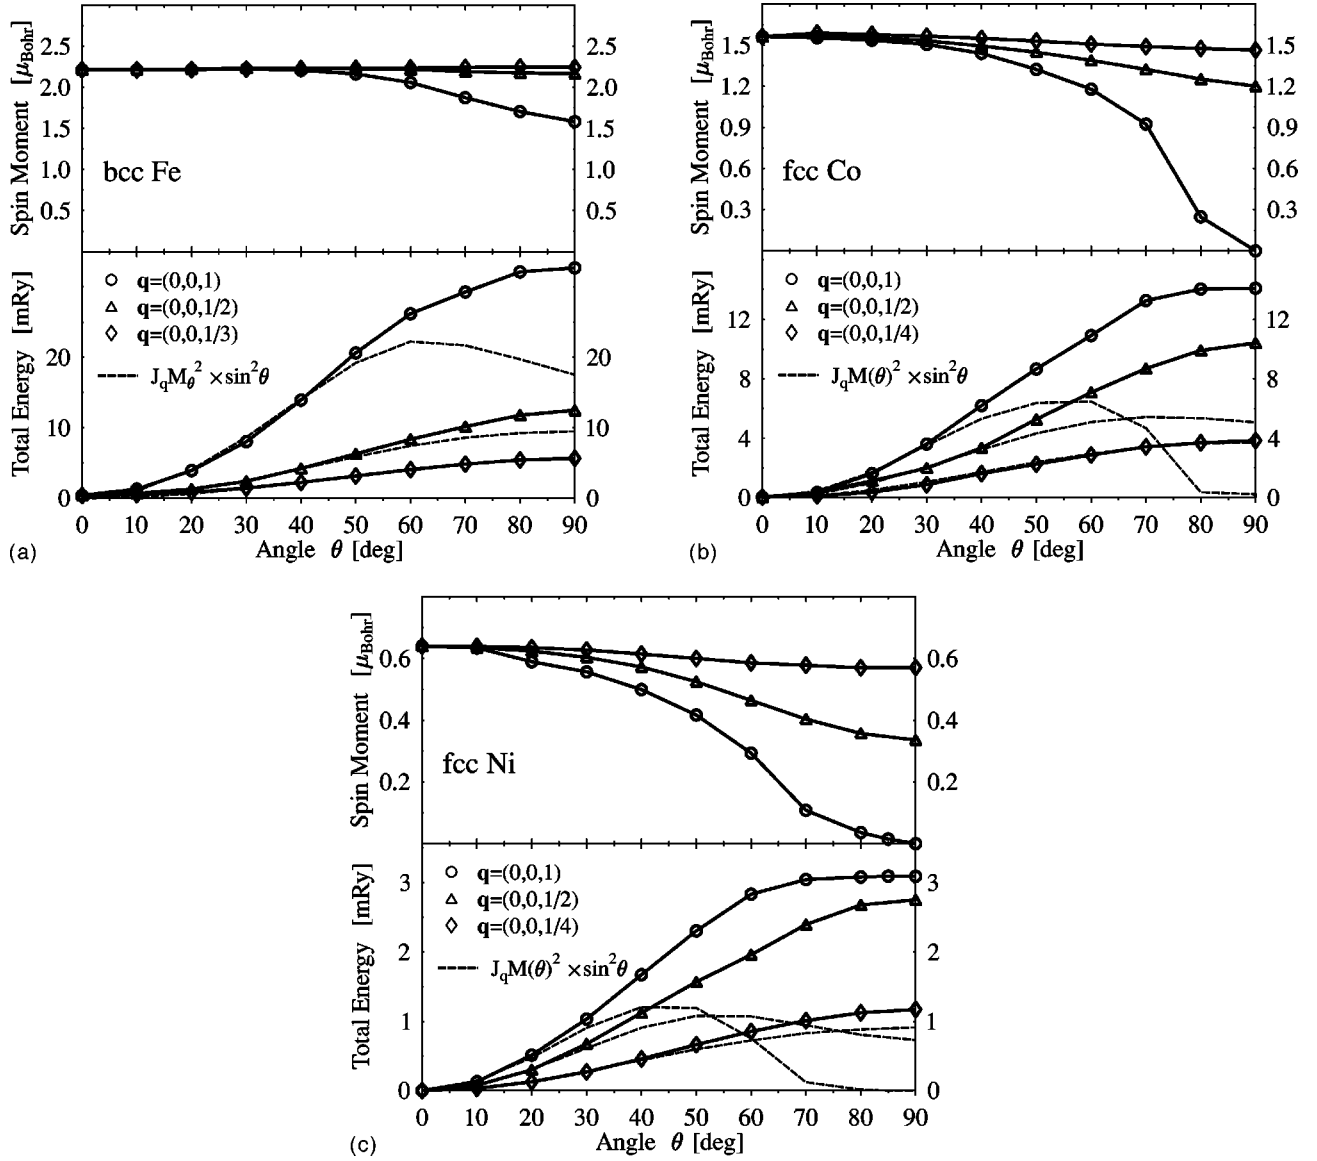 Spin Moment [μBohr]
2.5
2.0
1.5
1.0
0.5
bcc Fe
2.5
2.0
1.5
1.0
0.5
Total Energy [mRy]
20
10
0
q=(0,0,1)
q=(0,0,1/2)
q=(0,0,1/3)
JqMθ² ×sin²θ
20
10
0
0 10 20 30 40 50 60 70 80 90
(a)
Angle θ [deg]
Spin Moment [μBohr]
1.5
1.2
0.9
0.6
0.3
fcc Co
1.5
1.2
0.9
0.6
0.3
Total Energy [mRy]
12
8
4
0
q=(0,0,1)
q=(0,0,1/2)
q=(0,0,1/4)
JqM(θ)² ×sin²θ
12
8
4
0
0 10 20 30 40 50 60 70 80 90
(b)
Angle θ [deg]
Spin Moment [μBohr]
0.6
0.4
0.2
fcc Ni
0.6
0.4
0.2
Total Energy [mRy]
3
2
1
0
q=(0,0,1)
q=(0,0,1/2)
q=(0,0,1/4)
JqM(θ)² ×sin²θ
3
2
1
0
0 10 20 30 40 50 60 70 80 90
(c)
Angle θ [deg]